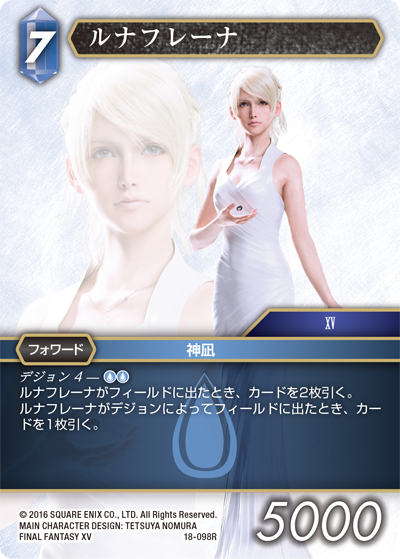 7
ルナフレーナ
XV
フォワード
神凪
デジョン 4 ― 
ルナフレーナがフィールドに出たとき、カードを2枚引く。
ルナフレーナがデジョンによってフィールドに出たとき、カー
ドを1枚引く。
© 2016 SQUARE ENIX CO., LTD. All Rights Reserved.
MAIN CHARACTER DESIGN: TETSUYA NOMURA
FINAL FANTASY XV
18-098R
5000